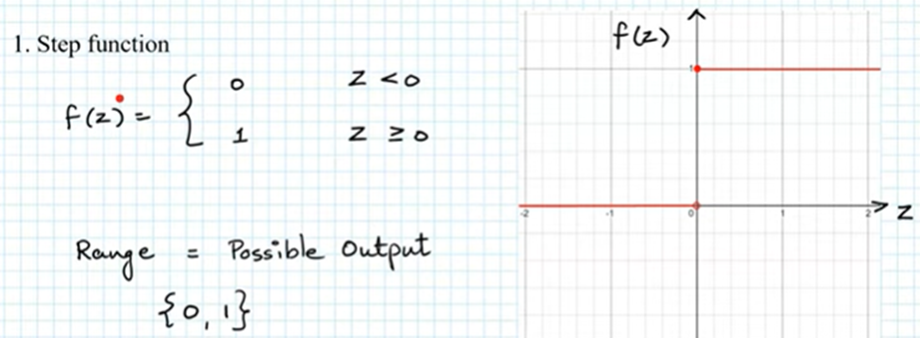 1. Step function
f(z) = { 0 z < 0
1 z ≥ 0
Range = Possible Output
{0, 1}
f(z)
1
-2 -1 0 1 2 z